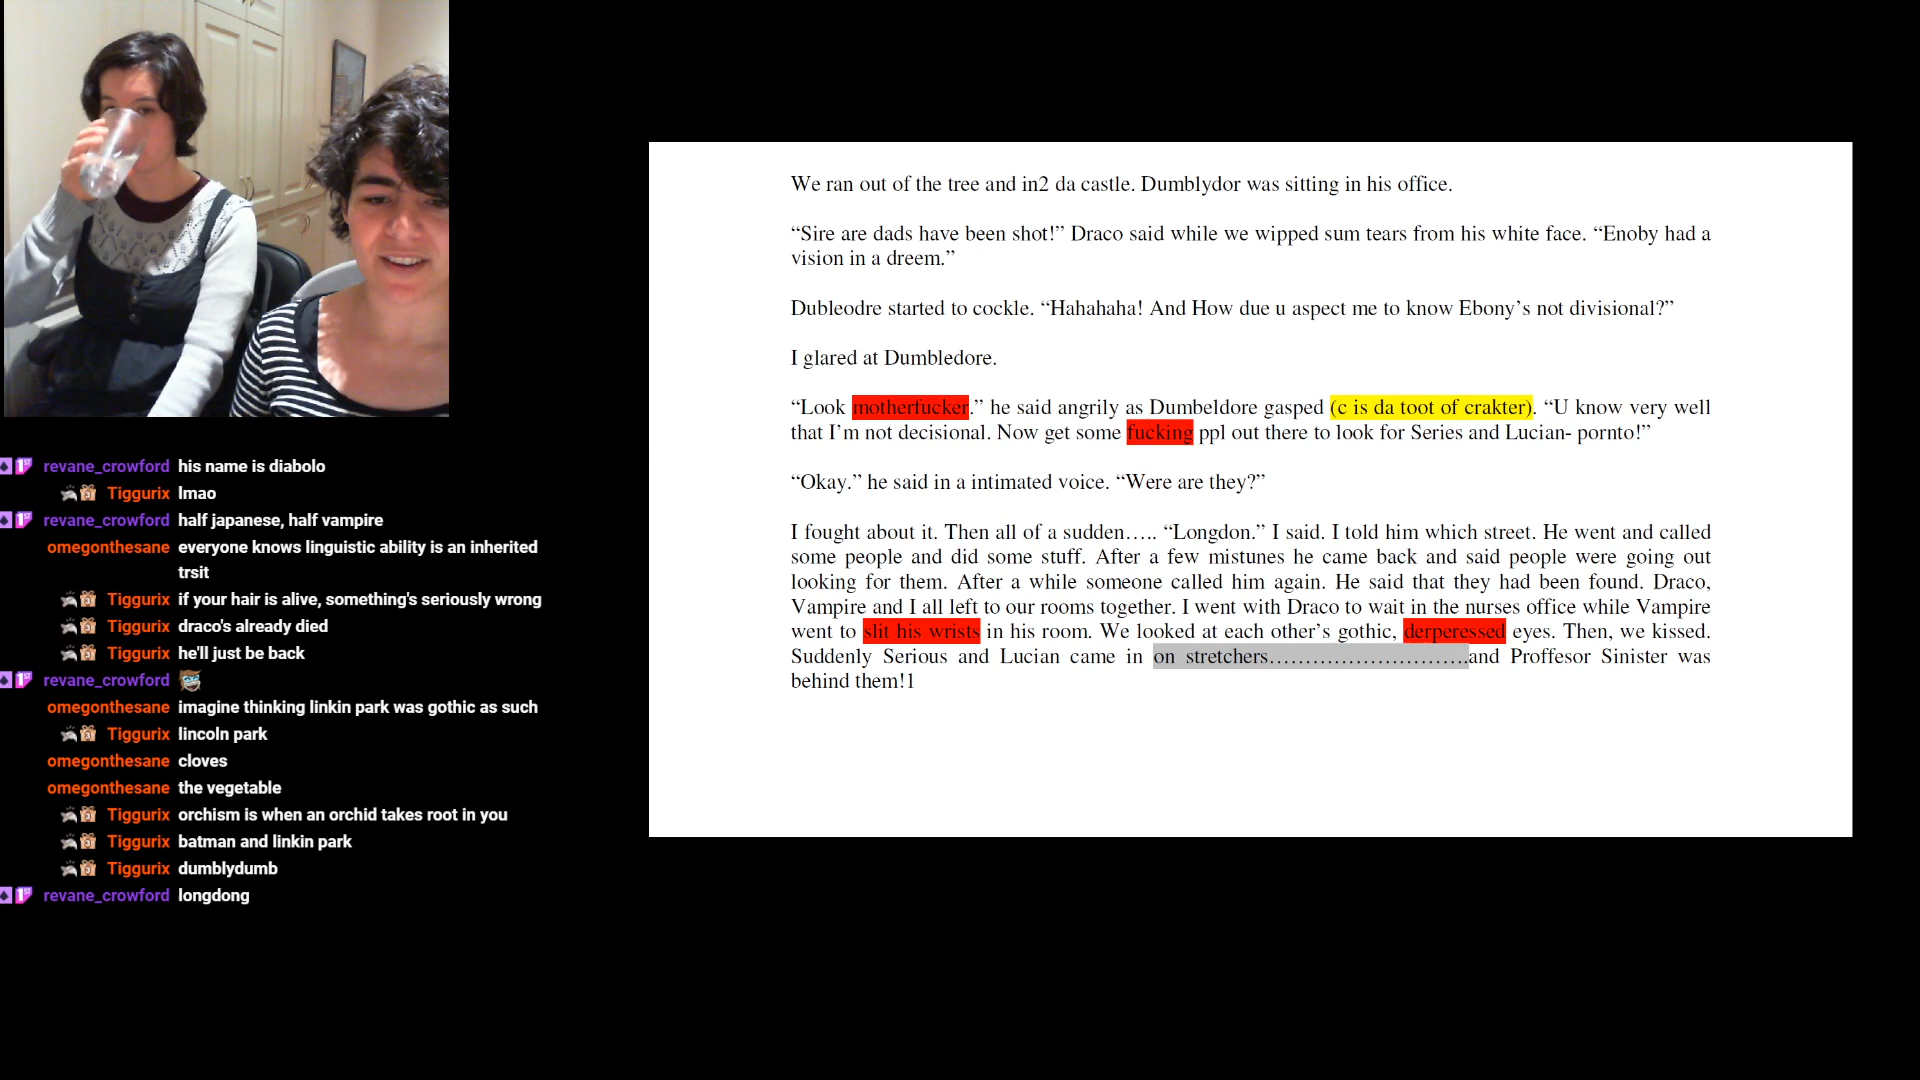 revane_crowford his name is diabolo
Tiggurix lmao
revane_crowford half japanese, half vampire
omegonthesane everyone knows linguistic ability is an inherited
trsit
Tiggurix if your hair is alive, something's seriously wrong
Tiggurix draco's already died
Tiggurix he'll just be back
revane_crowford
omegonthesane imagine thinking linkin park was gothic as such
Tiggurix lincoln park
omegonthesane cloves
omegonthesane the vegetable
Tiggurix orchism is when an orchid takes root in you
Tiggurix batman and linkin park
Tiggurix dumblydumb
revane_crowford longdong
We ran out of the tree and in2 da castle. Dumblydor was sitting in his office.
“Sire are dads have been shot!” Draco said while we wipped sum tears from his white face. “Enoby had a
vision in a dreem.”
Dubleodre started to cockle. “Hahahaha! And How due u aspect me to know Ebony’s not divisional?”
I glared at Dumbledore.
“Look motherfucker.” he said angrily as Dumbeldore gasped (c is da toot of crakter). “U know very well
that I’m not decisional. Now get some fucking ppl out there to look for Series and Lucian- pornto!”
“Okay.” he said in a intimated voice. “Were are they?”
I fought about it. Then all of a sudden….. “Longdon.” I said. I told him which street. He went and called
some people and did some stuff. After a few mistunes he came back and said people were going out
looking for them. After a while someone called him again. He said that they had been found. Draco,
Vampire and I all left to our rooms together. I went with Draco to wait in the nurses office while Vampire
went to slit his wrists in his room. We looked at each other’s gothic, derperessed eyes. Then, we kissed.
Suddenly Serious and Lucian came in on stretchers……………………….and Proffesor Sinister was
behind them!1